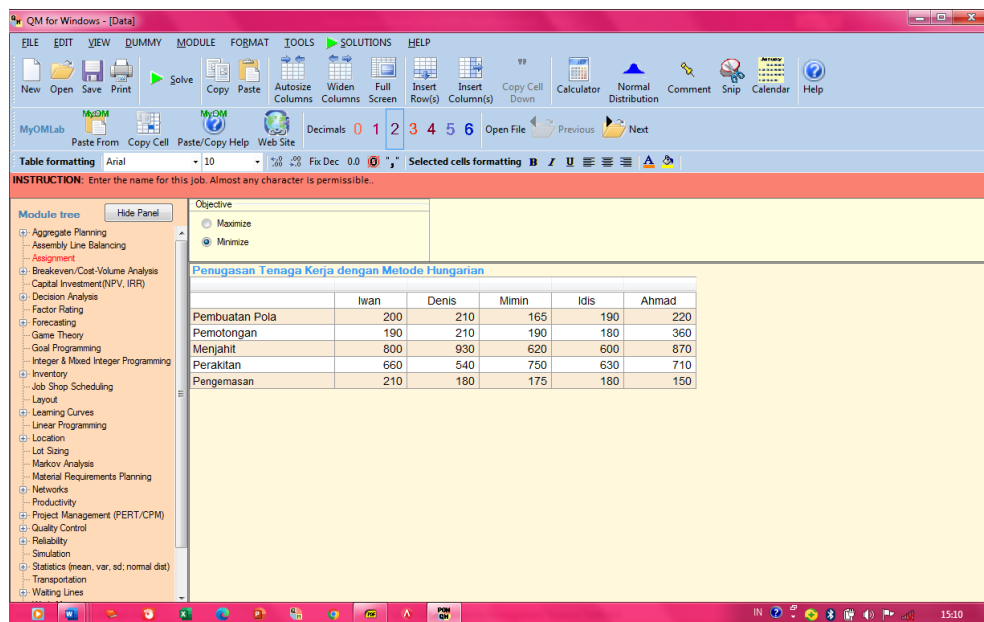 QM for Windows - [Data]
FILE EDIT VIEW DUMMY MODULE FORMAT TOOLS SOLUTIONS HELP
New Open Save Print Solve Copy Paste Autosize Columns Widen Columns Full Screen Insert Row(s) Insert Column(s) Copy Cell Down Calculator Normal Distribution Comment Snip Calendar Help
MyOMLab MyOM Paste From Copy Cell MyOM Paste/Copy Help Web Site Decimals 0 1 2 3 4 5 6 Open File Previous Next
Table formatting Arial 10 Fix Dec 0.0 0 "," Selected cells formatting B I U A
INSTRUCTION: Enter the name for this job. Almost any character is permissible..
Module tree Hide Panel
Aggregate Planning
Assembly Line Balancing
Assignment
Breakeven/Cost-Volume Analysis
Capital Investment(NPV, IRR)
Decision Analysis
Factor Rating
Forecasting
Game Theory
Goal Programming
Integer & Mixed Integer Programming
Inventory
Job Shop Scheduling
Layout
Learning Curves
Linear Programming
Location
Lot Sizing
Markov Analysis
Material Requirements Planning
Networks
Productivity
Project Management (PERT/CPM)
Quality Control
Reliability
Simulation
Statistics (mean, var, sd; normal dist)
Transportation
Waiting Lines
Objective
Maximize
Minimize
Penugasan Tenaga Kerja dengan Metode Hungarian
Iwan Denis Mimin Idis Ahmad
Pembuatan Pola 200 210 165 190 220
Pemotongan 190 210 190 180 360
Menjahit 800 930 620 600 870
Perakitan 660 540 750 630 710
Pengemasan 210 180 175 180 150
IN 15:10